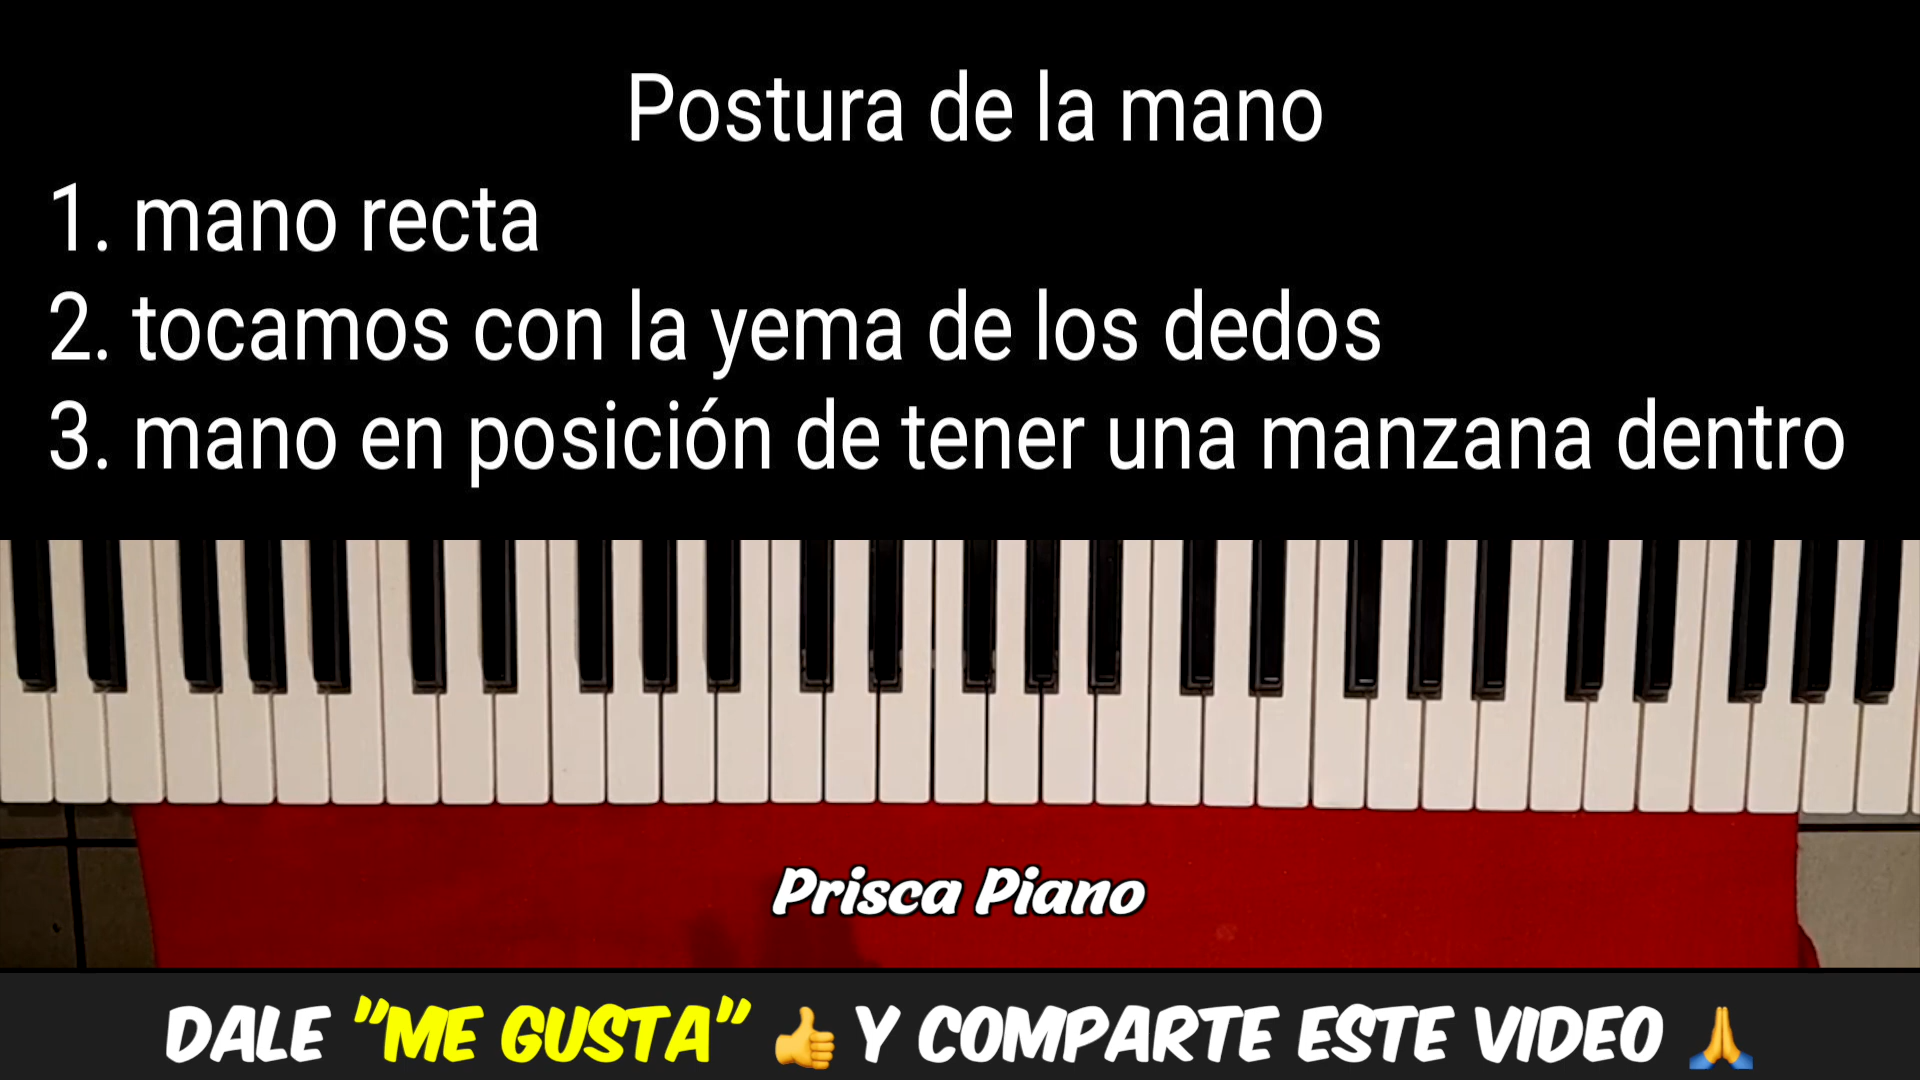 Postura de la mano
1. mano recta
2. tocamos con la yema de los dedos
3. mano en posición de tener una manzana dentro
Prisca Piano
DALE "ME GUSTA" 👍 Y COMPARTE ESTE VIDEO 🙏